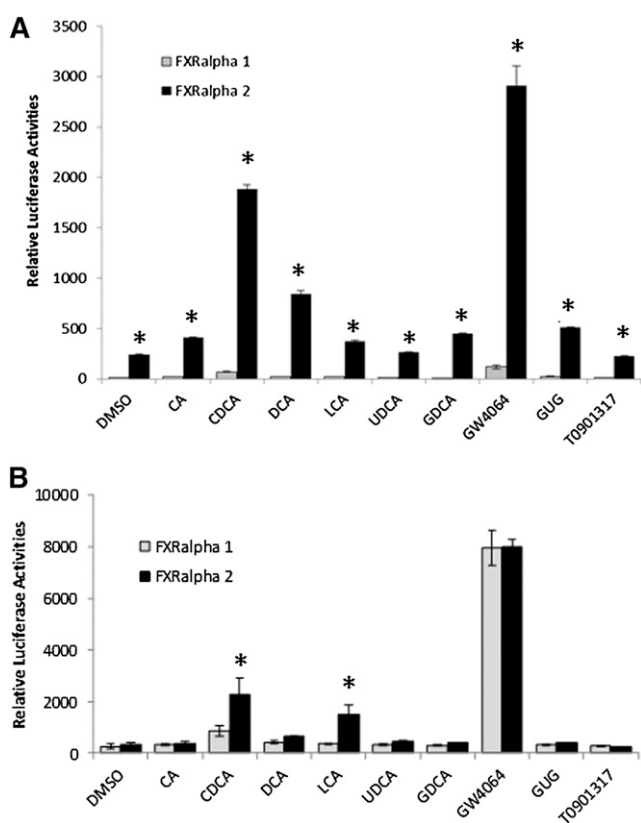 A
Relative Luciferase Activities
3500
3000
2500
2000
1500
1000
500
0
FXRalpha 1
FXRalpha 2
*
*
*
*
*
*
*
*
*
*
DMSO
CA
CDCA
DCA
LCA
UDCA
GDCA
GW4064
GUG
T0901317
B
Relative Luciferase Activities
10000
8000
6000
4000
2000
0
FXRalpha 1
FXRalpha 2
*
*
DMSO
CA
CDCA
DCA
LCA
UDCA
GDCA
GW4064
GUG
T0901317